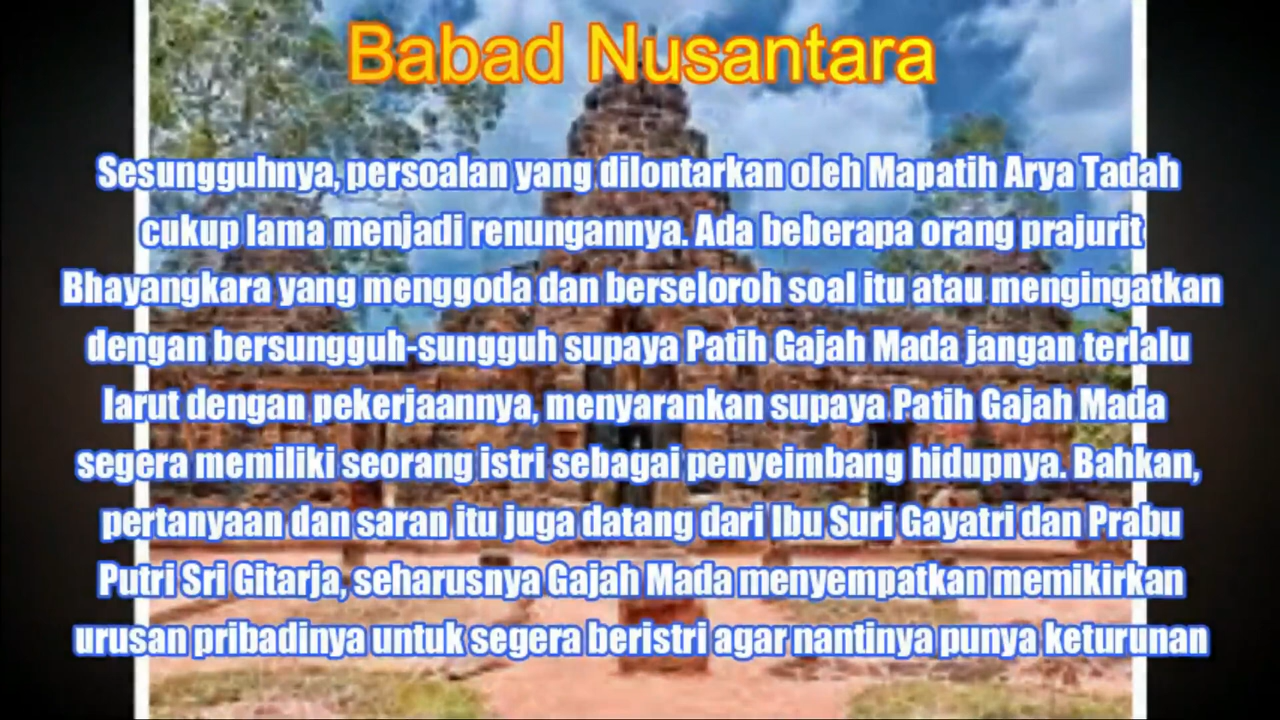 Babad Nusantara
Sesungguhnya, persoalan yang dilontarkan oleh Mapatih Arya Tadah
cukup lama menjadi renungannya. Ada beberapa orang prajurit
Bhayangkara yang menggoda dan berseloroh soal itu atau mengingatkan
dengan bersungguh-sungguh supaya Patih Gajah Mada jangan terlalu
larut dengan pekerjaannya, menyarankan supaya Patih Gajah Mada
segera memiliki seorang istri sebagai penyeimbang hidupnya. Bahkan,
pertanyaan dan saran itu juga datang dari Ibu Suri Gayatri dan Prabu
Putri Sri Gitarja, seharusnya Gajah Mada menyempatkan memikirkan
urusan pribadinya untuk segera beristri agar nantinya punya keturunan